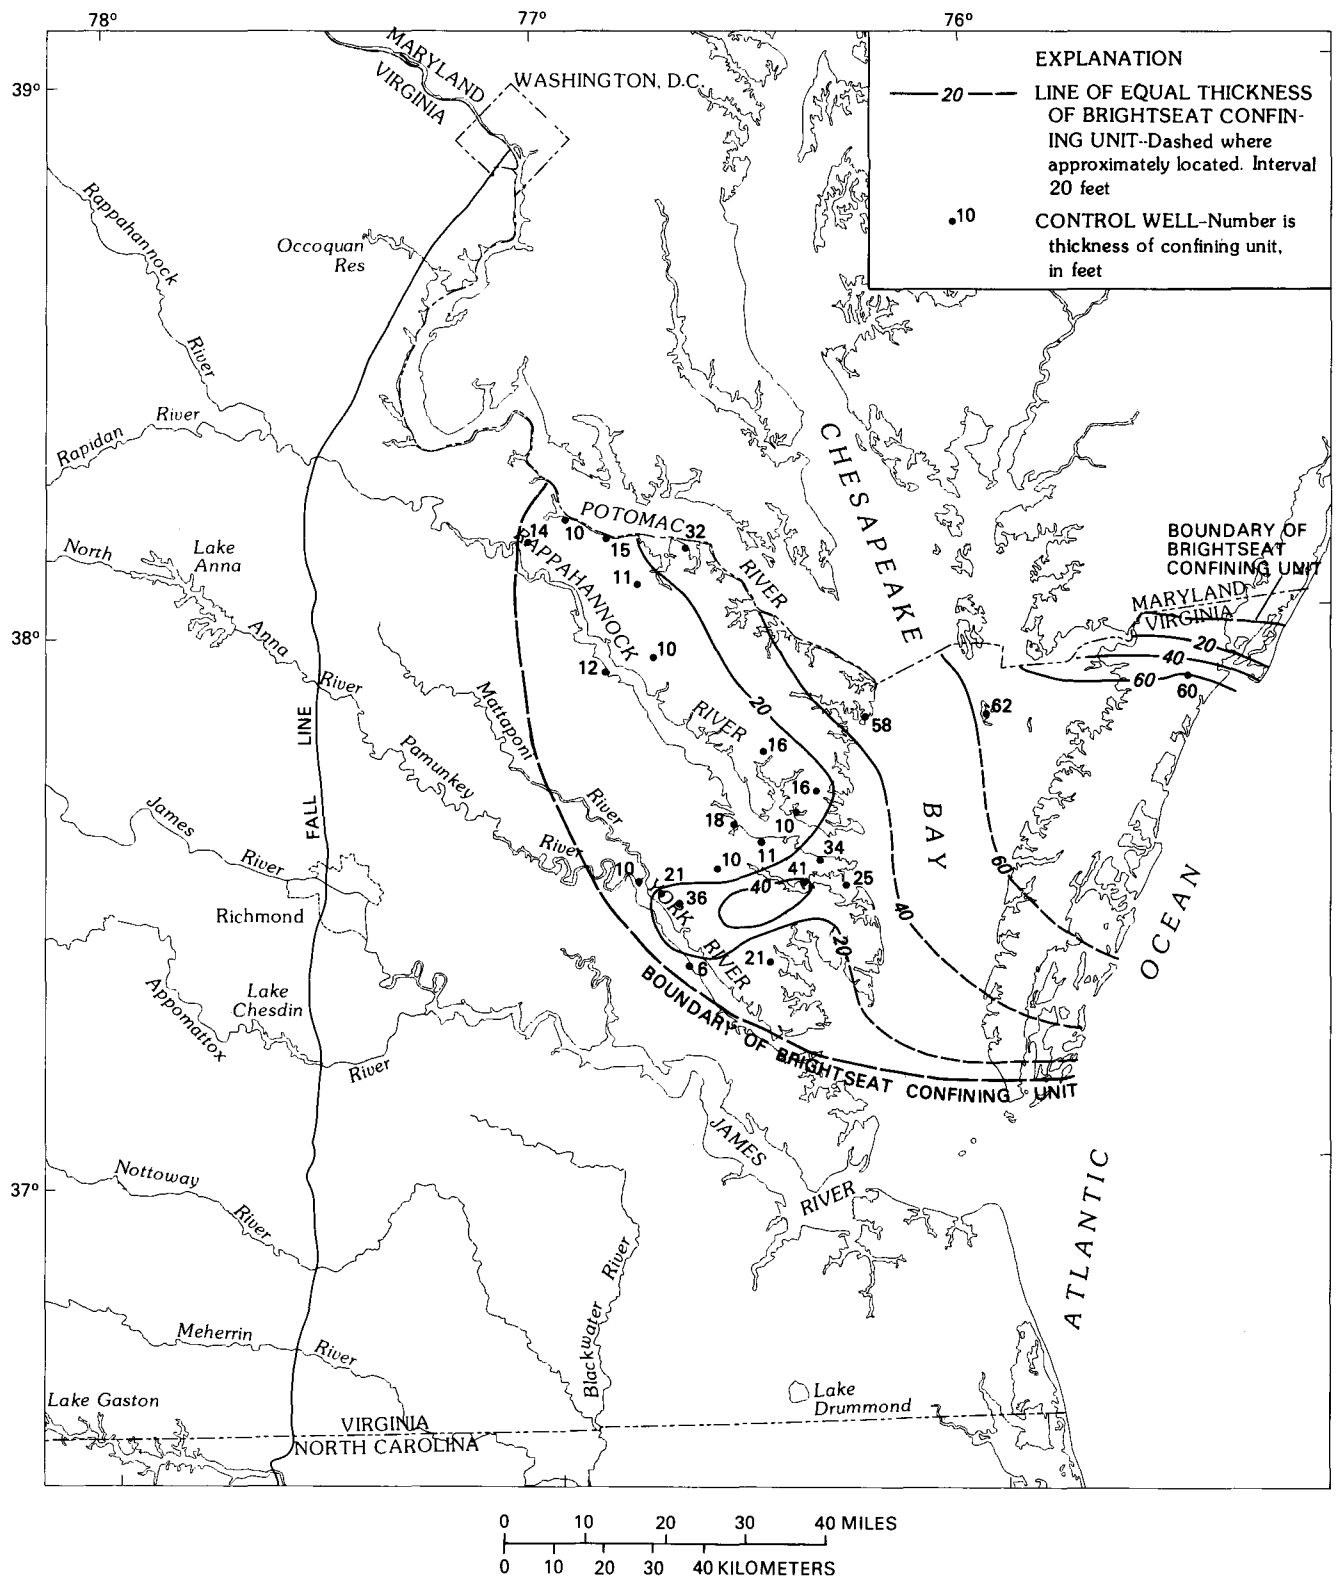 78°
77°
76°
39°
38°
37°
EXPLANATION
20
LINE OF EQUAL THICKNESS
OF BRIGHTSEAT CONFIN-
ING UNIT--Dashed where
approximately located. Interval
20 feet
10
CONTROL WELL--Number is
thickness of confining unit,
in feet
MARYLAND
VIRGINIA
WASHINGTON, D.C.
Rappahannock
River
Occoquan
Res
Rapidan
River
CHESAPEAKE
BAY
POTOMAC
RIVER
14
10
15
32
RAPPAHANNOCK
RIVER
11
10
12
BOUNDARY OF
BRIGHTSEAT
CONFINING UNIT
MARYLAND
VIRGINIA
20
40
60
60
62
58
North
Anna
River
Lake
Anna
Mattaponi
River
Pamunkey
River
20
16
16
10
18
11
10
34
41
40
25
10
21
36
YORK
RIVER
6
21
20
40
60
FALL LINE
James
River
Richmond
Appomattox
River
Lake
Chesdin
BOUNDARY OF BRIGHTSEAT CONFINING UNIT
JAMES
RIVER
ATLANTIC
OCEAN
Nottoway
River
Blackwater
River
Meherrin
River
Lake Gaston
Lake
Drummond
VIRGINIA
NORTH CAROLINA
0 10 20 30 40 MILES
0 10 20 30 40 KILOMETERS